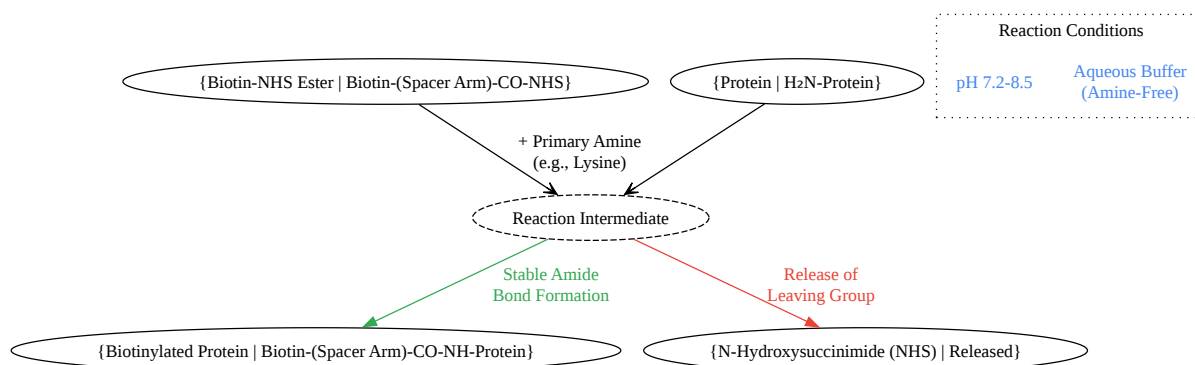 Reaction Conditions
{Biotin-NHS Ester | Biotin-(Spacer Arm)-CO-NHS}
{Protein | H₂N-Protein}
pH 7.2-8.5
Aqueous Buffer
(Amine-Free)
+ Primary Amine
(e.g., Lysine)
Reaction Intermediate
Stable Amide
Bond Formation
Release of
Leaving Group
{Biotinylated Protein | Biotin-(Spacer Arm)-CO-NH-Protein}
{N-Hydroxysuccinimide (NHS) | Released}